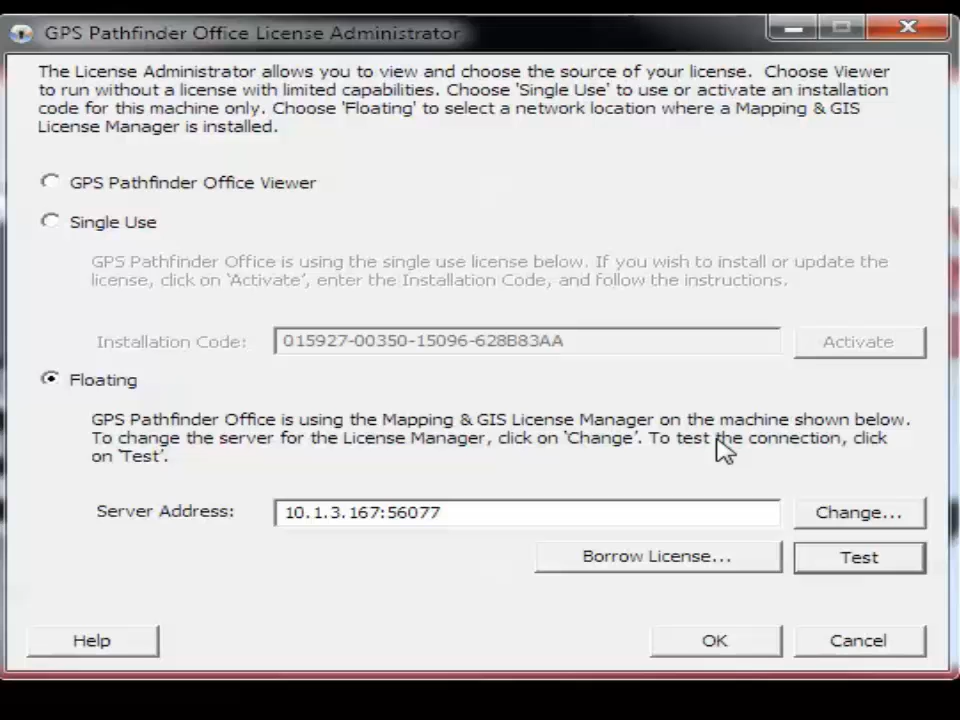 GPS Pathfinder Office License Administrator
The License Administrator allows you to view and choose the source of your license.  Choose Viewer
to run without a license with limited capabilities. Choose 'Single Use' to use or activate an installation
code for this machine only. Choose 'Floating' to select a network location where a Mapping & GIS
License Manager is installed.
GPS Pathfinder Office Viewer
Single Use
GPS Pathfinder Office is using the single use license below. If you wish to install or update the
license, click on ‘Activate’, enter the Installation Code, and follow the instructions.
Installation Code: 015927-00350-15096-628B83AA Activate
Floating
GPS Pathfinder Office is using the Mapping & GIS License Manager on the machine shown below.
To change the server for the License Manager, click on ‘Change’. To test the connection, click
on ‘Test’.
Server Address: 10.1.3.167:56077 Change...
Borrow License... Test
Help OK Cancel